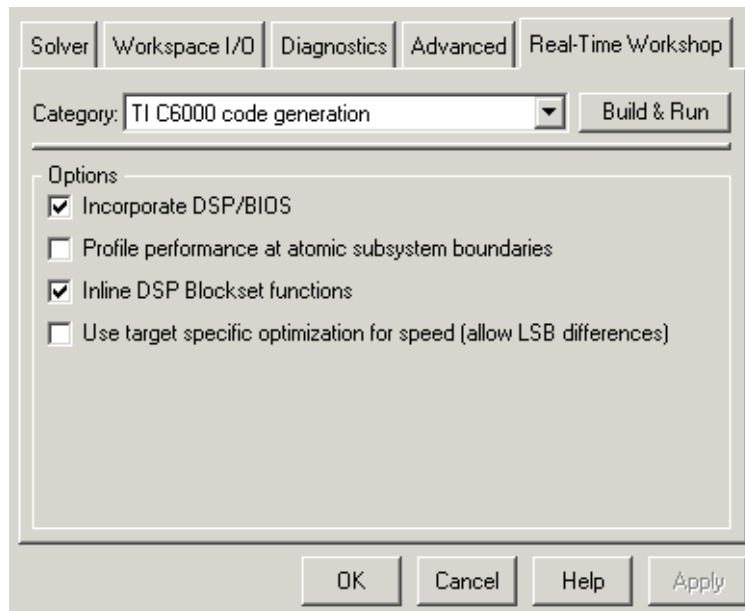 Solver Workspace I/O Diagnostics Advanced Real-Time Workshop
Category: TI C6000 code generation Build & Run
Options
Incorporate DSP/BIOS
Profile performance at atomic subsystem boundaries
Inline DSP Blockset functions
Use target specific optimization for speed (allow LSB differences)
OK Cancel Help Apply